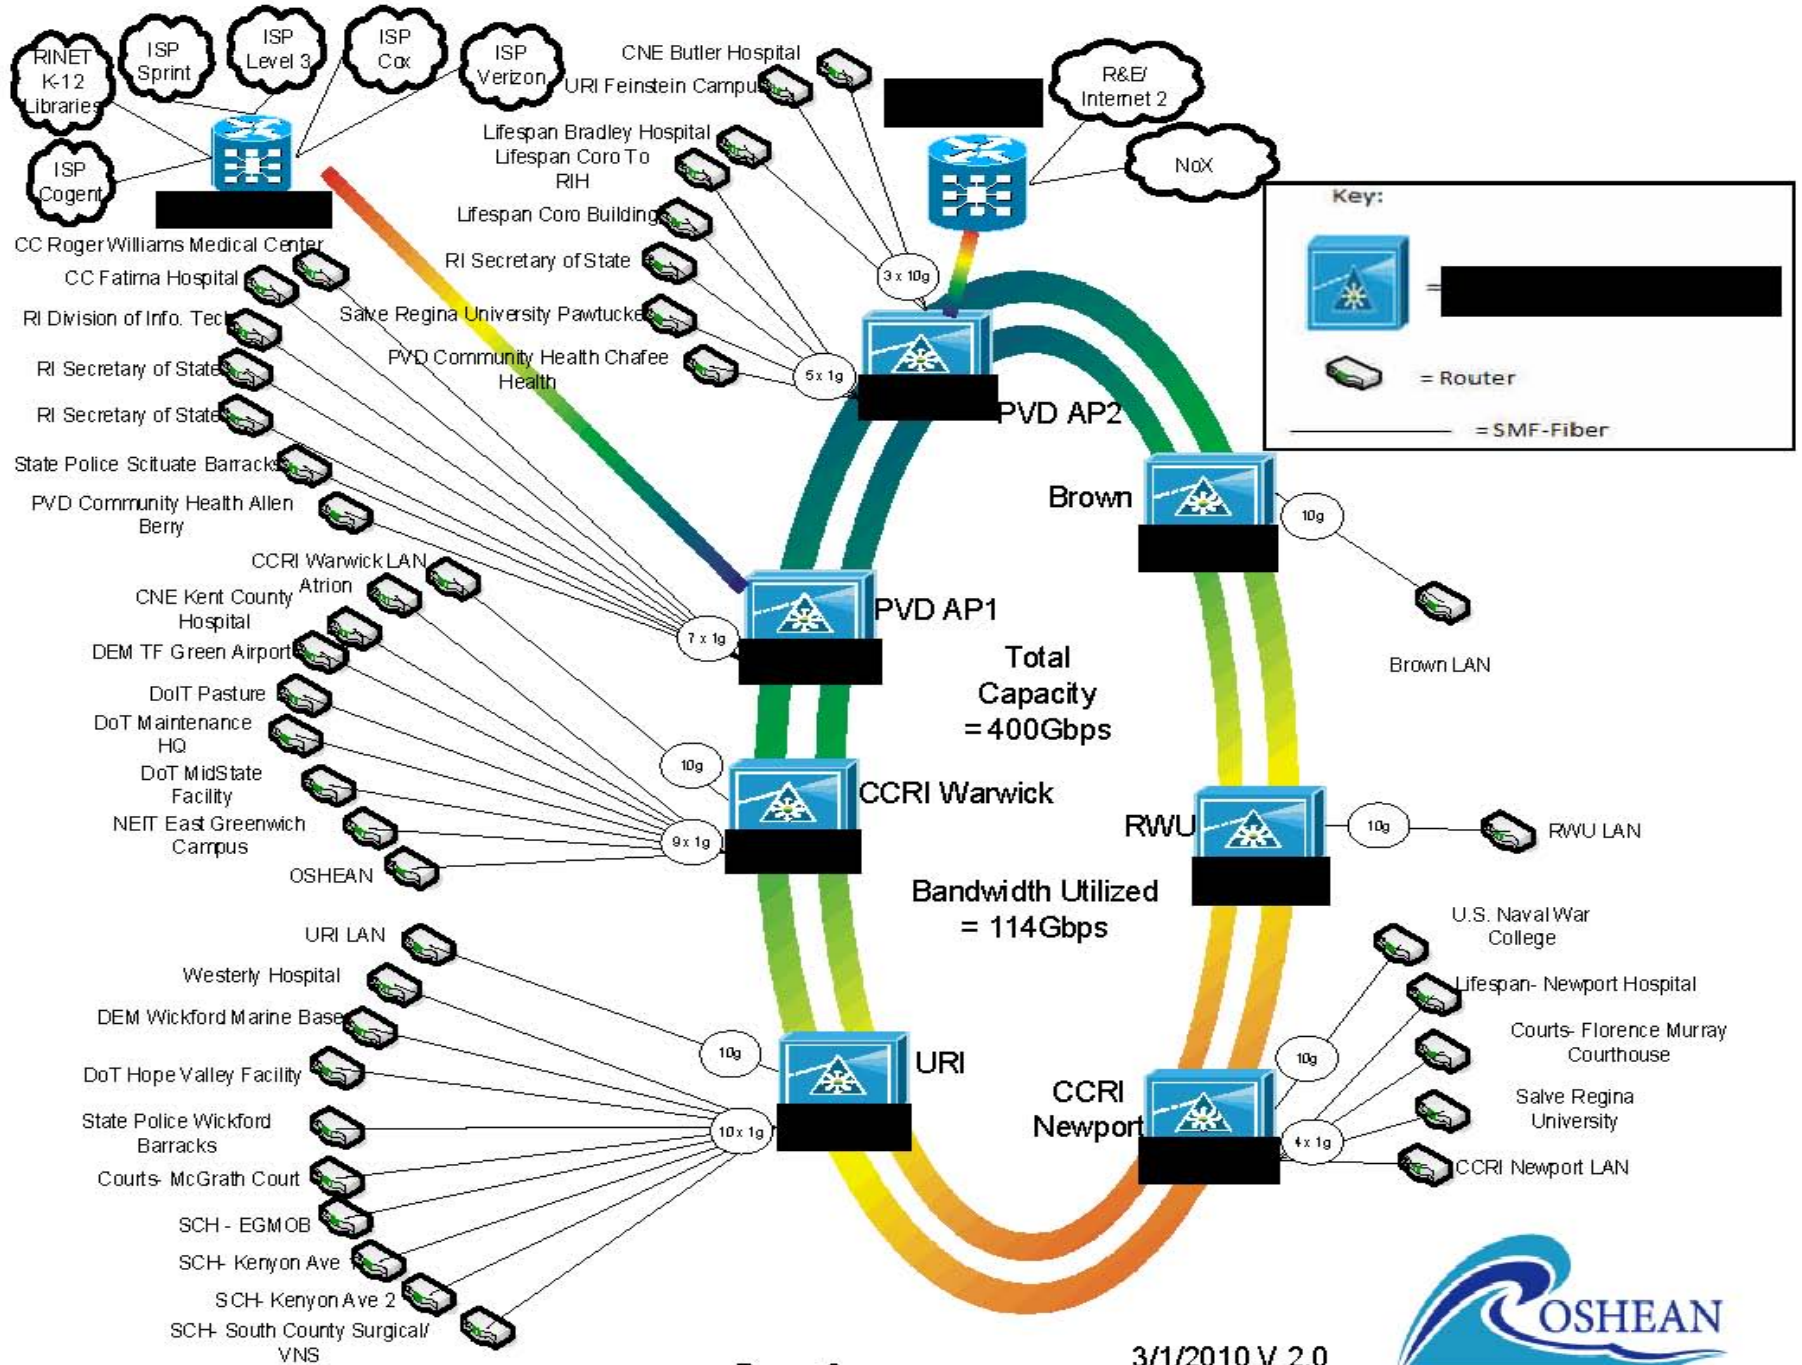 RINET
K-12
Libraries
ISP
Sprint
ISP
Level 3
ISP
Cox
ISP
Verizon
ISP
Cogent
CNE Butler Hospital
URI Feinstein Campus
Lifespan Bradley Hospital
Lifespan Coro To
RIH
Lifespan Coro Building
RI Secretary of State
Salve Regina University Pawtucke
PVD Community Health Chafee
Health
R&E/
Internet 2
NoX
Key:
=
= Router
= SMF-Fiber
CC Roger Williams Medical Center
CC Fatima Hospital
RI Division of Info. Tech
RI Secretary of State
RI Secretary of State
State Police Scituate Barracks
PVD Community Health Allen
Berry
3 x 10g
5 x 1g
PVD AP2
Brown
10g
Brown LAN
7 x 1g
PVD AP1
CCRI Warwick LAN
Atrion
CNE Kent County
Hospital
DEM TF Green Airport
DoIT Pasture
DoT Maintenance
HQ
DoT MidState
Facility
NEIT East Greenwich
Campus
OSHEAN
10g
9 x 1g
CCRI Warwick
Total
Capacity
= 400Gbps
Bandwidth Utilized
= 114Gbps
RWU
10g
RWU LAN
URI LAN
Westerly Hospital
DEM Wickford Marine Base
DoT Hope Valley Facility
State Police Wickford
Barracks
Courts- McGrath Court
SCH - EGMOB
SCH- Kenyon Ave
SCH- Kenyon Ave 2
SCH- South County Surgical/
VNS
10g
10 x 1g
URI
CCRI
Newport
10g
4 x 1g
U.S. Naval War
College
Lifespan- Newport Hospital
Courts- Florence Murray
Courthouse
Salve Regina
University
CCRI Newport LAN
3/1/2010 V. 2.0
OSHEAN